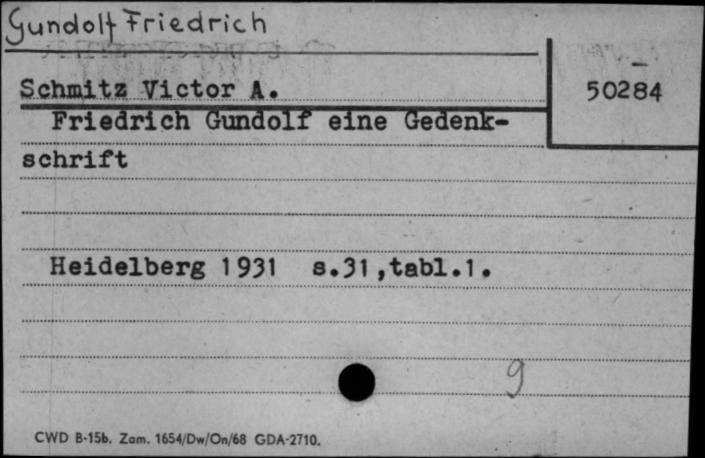 Gundolf Friedrich
Schmitz Victor A.
50284
Friedrich Gundolf eine Gedenk-
schrift
Heidelberg 1931 s.31,tabl.1.
9
CWD B-15b. Zam. 1654/Dw/On/68 GDA-2710.